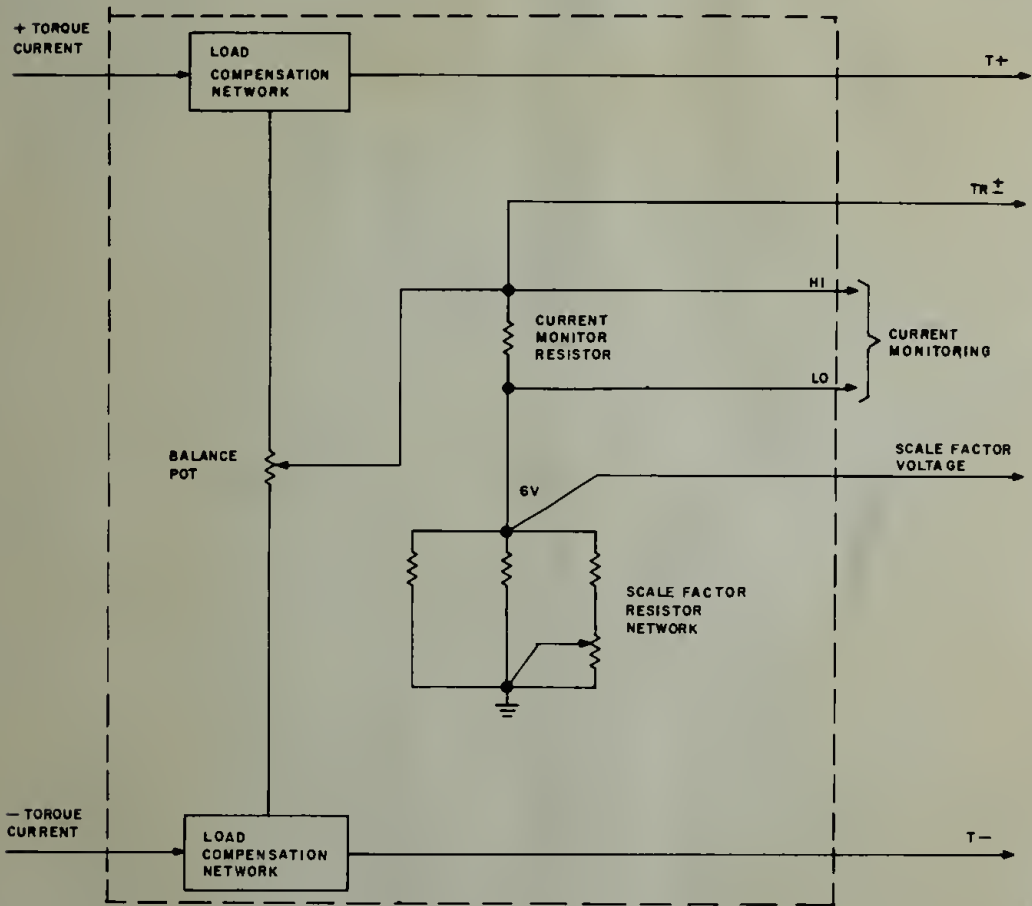 + TORQUE
CURRENT
LOAD
COMPENSATION
NETWORK
T+
TR ±
HI
CURRENT
MONITOR
RESISTOR
CURRENT
MONITORING
LO
BALANCE
POT
SCALE FACTOR
VOLTAGE
6V
SCALE FACTOR
RESISTOR
NETWORK
— TORQUE
CURRENT
LOAD
COMPENSATION
NETWORK
T—